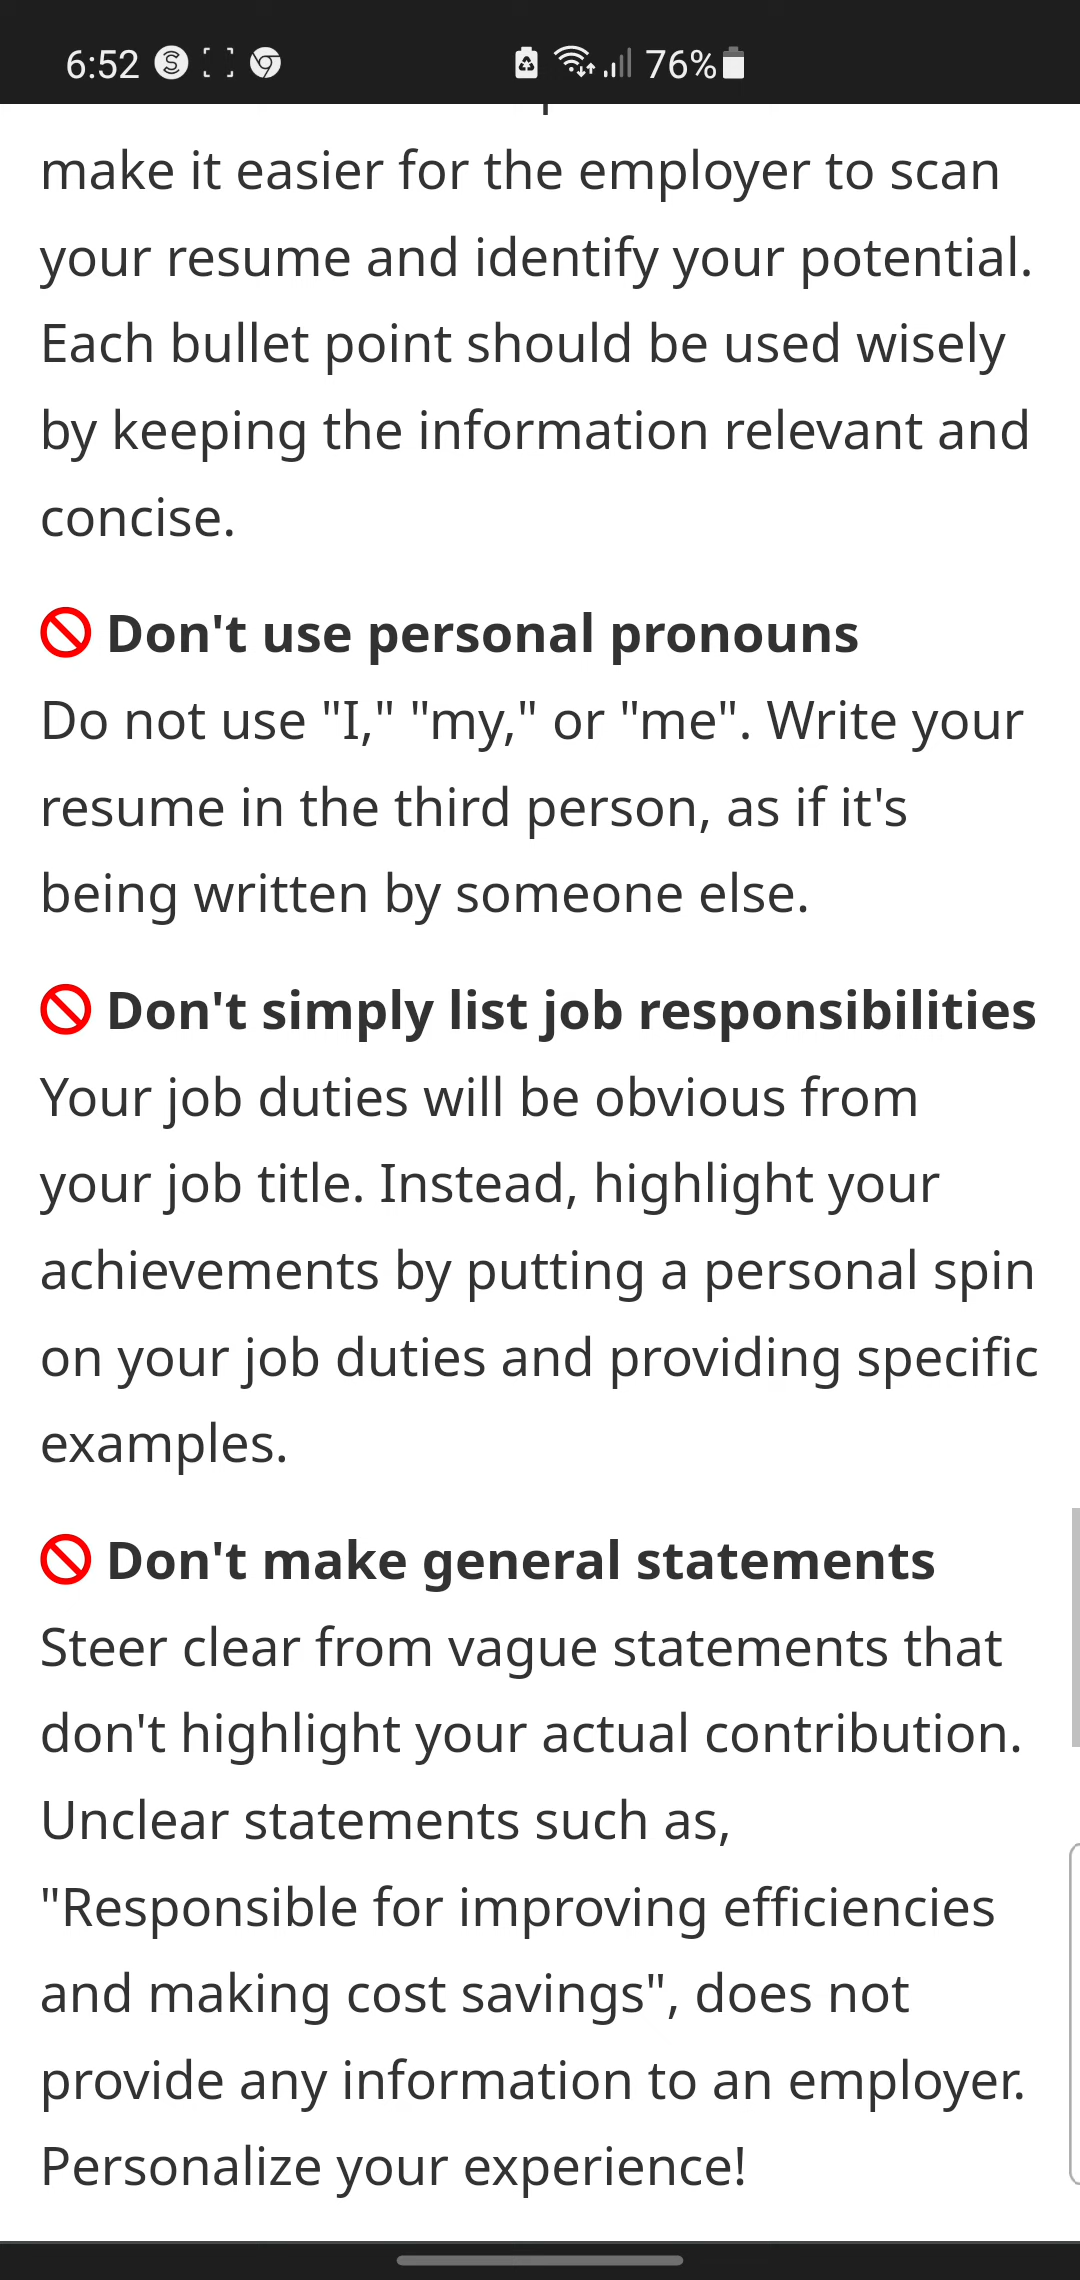 6:52
76%
make it easier for the employer to scan
your resume and identify your potential.
Each bullet point should be used wisely
by keeping the information relevant and
concise.
🚫 Don't use personal pronouns
Do not use "I," "my," or "me". Write your
resume in the third person, as if it's
being written by someone else.
🚫 Don't simply list job responsibilities
Your job duties will be obvious from
your job title. Instead, highlight your
achievements by putting a personal spin
on your job duties and providing specific
examples.
🚫 Don't make general statements
Steer clear from vague statements that
don't highlight your actual contribution.
Unclear statements such as,
"Responsible for improving efficiencies
and making cost savings", does not
provide any information to an employer.
Personalize your experience!